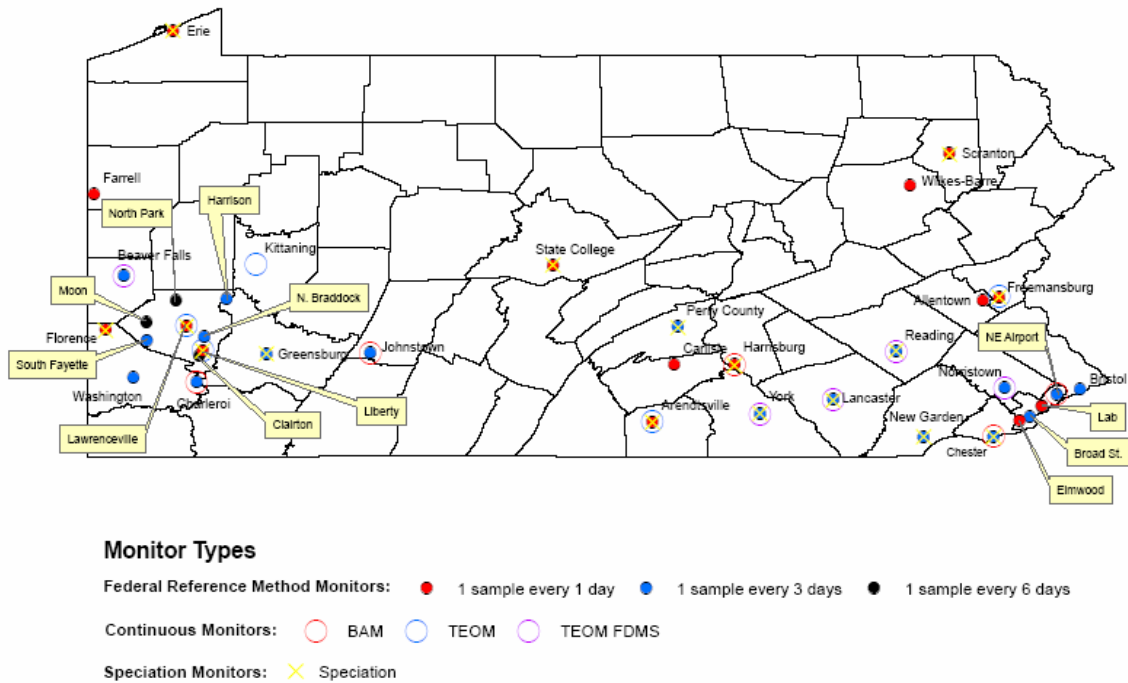 Erie
Scranton
Farrell
Wilkes-Barre
Harrison
North Park
State College
Kittaning
Beaver Falls
Moon
N. Braddock
Freemansburg
Allentown
Perry County
Florence
Reading
NE Airport
Johnstown
Greensburg
Carlisle
Harrisburg
South Fayette
Norristown
Bristol
Washington
Charleroi
Liberty
Lancaster
York
Arendtsville
Clairton
New Garden
Lab
Lawrenceville
Chester
Broad St.
Elmwood
Monitor Types
Federal Reference Method Monitors: 1 sample every 1 day 1 sample every 3 days 1 sample every 6 days
Continuous Monitors: BAM TEOM TEOM FDMS
Speciation Monitors: Speciation